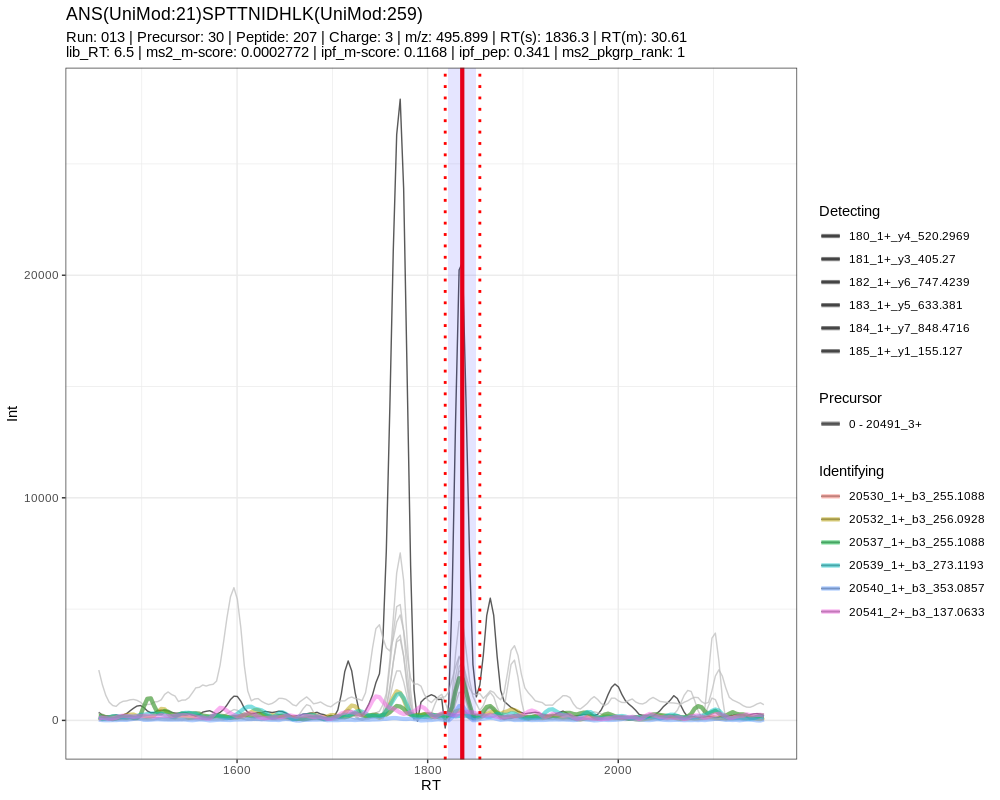 ANS(UniMod:21)SPTTNIDHLK(UniMod:259)
Run: 013 | Precursor: 30 | Peptide: 207 | Charge: 3 | m/z: 495.899 | RT(s): 1836.3 | RT(m): 30.61
lib_RT: 6.5 | ms2_m-score: 0.0002772 | ipf_m-score: 0.1168 | ipf_pep: 0.341 | ms2_pkgrp_rank: 1
Int
20000
10000
0
1600
1800
2000
RT
Detecting
180_1+_y4_520.2969
181_1+_y3_405.27
182_1+_y6_747.4239
183_1+_y5_633.381
184_1+_y7_848.4716
185_1+_y1_155.127
Precursor
0 - 20491_3+
Identifying
20530_1+_b3_255.1088
20532_1+_b3_256.0928
20537_1+_b3_255.1088
20539_1+_b3_273.1193
20540_1+_b3_353.0857
20541_2+_b3_137.0633